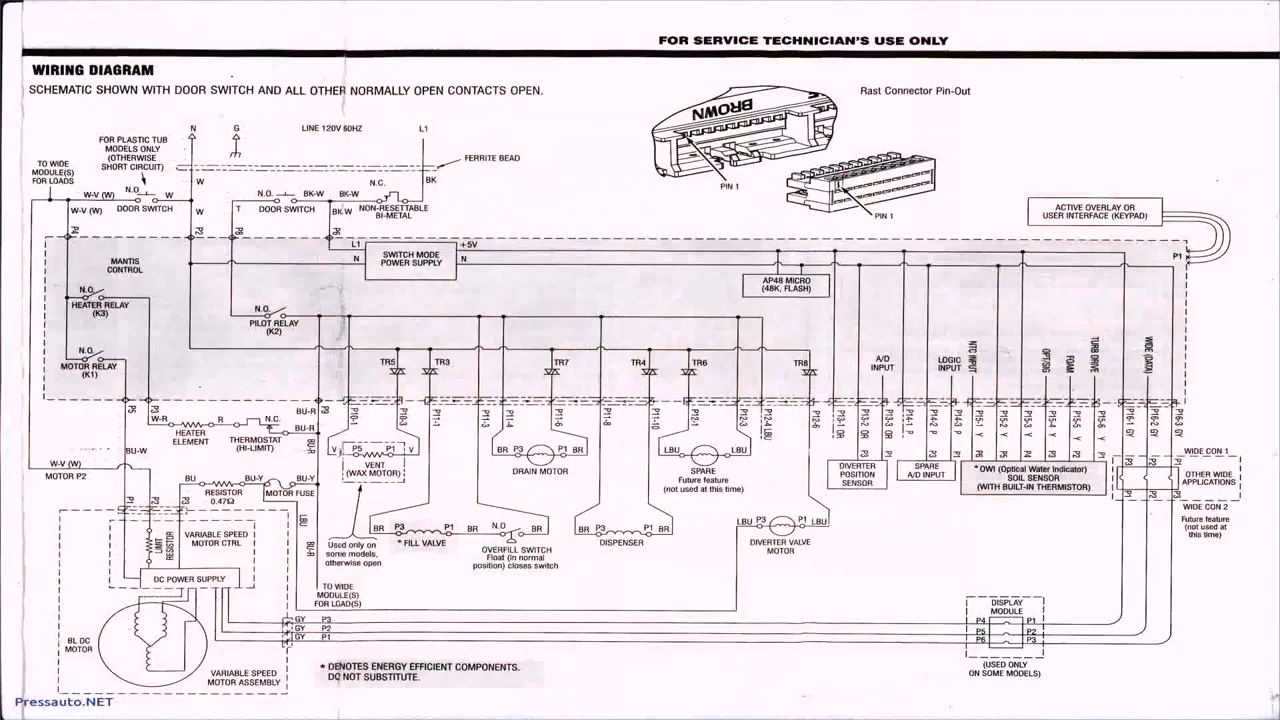 FOR SERVICE TECHNICIAN'S USE ONLY
WIRING DIAGRAM
SCHEMATIC SHOWN WITH DOOR SWITCH AND ALL OTHER NORMALLY OPEN CONTACTS OPEN.
Rast Connector Pin-Out
BROWN
PIN 1
PIN 1
N
G
LINE 120V 60HZ
L1
FOR PLASTIC TUB
MODELS ONLY
(OTHERWISE
SHORT CIRCUIT)
TO WIDE
MODULE(S)
FOR LOADS
FERRITE BEAD
W
BK
N.C.
W-V (W)
N.O.
W
DOOR SWITCH
N.O.
BK-W
BK-W
DOOR SWITCH
NON-RESETTABLE
BI-METAL
W-V (W)
W
T
BK-W
ACTIVE OVERLAY OR
USER INTERFACE (KEYPAD)
P4
P2
P8
P6
L1
N
SWITCH MODE
POWER SUPPLY
+5V
N
P1
MANTIS
CONTROL
AP48 MICRO
(48K, FLASH)
N.O.
HEATER RELAY
(K3)
N.O.
PILOT RELAY
(K2)
N.O.
MOTOR RELAY
(K1)
TR5
TR3
TR7
TR4
TR6
TR8
A/D
INPUT
LOGIC
INPUT
NTC INPUT
OPTOSIG
FOAM
TURB DRIVE
WIDE (DATA)
P5
P3
P9
P10-1
P10-3
P11-1
P11-3
P11-4
P11-6
P11-8
P11-10
P12-1
P12-3
P12-4 LBU
P12-6
P13-1 OR
P13-2 OR
P13-3 OR
P14-1 P
P14-2 P
P14-3 P
P15-1 Y
P15-2 Y
P15-3 Y
P15-5 Y
P15-6 Y
P16-1 GY
P16-2 GY
P16-3 GY
BU-R
W-R
R
N.C.
BU-R
HEATER
ELEMENT
THERMOSTAT
(HI-LIMIT)
BU-R
BU-W
V
P5
P1
V
VENT
(WAX MOTOR)
BR
P3
BR
DRAIN MOTOR
LBU
LBU
SPARE
Future feature
(not used at this time)
P3
P1
DIVERTER
POSITION
SENSOR
SPARE
A/D INPUT
P6
P4
P5
P3
P2
P1
* OWI (Optical Water Indicator)
SOIL SENSOR
(WITH BUILT-IN THERMISTOR)
WIDE CON 1
P3
P2
P1
OTHER WIDE
APPLICATIONS
P1
P2
P3
WIDE CON 2
Future feature
(not used at
this time)
W-V (W)
MOTOR P2
BU
BU-Y
BU-Y
RESISTOR
0.47Ω
MOTOR FUSE
P1
P2
P3
LBU
BU-R
BR
P3
P1
BR
* FILL VALVE
N.O.
BR
OVERFILL SWITCH
Float (in normal
position) closes switch
BR
P3
P1
BR
DISPENSER
LBU
P3
P1
LBU
DIVERTER VALVE
MOTOR
Used only on
some models,
otherwise open
LIMIT
RESISTOR
VARIABLE SPEED
MOTOR CTRL
DC POWER SUPPLY
TO WIDE
MODULE(S)
FOR LOAD(S)
BL DC
MOTOR
GY
P3
GY
P2
GY
P1
DISPLAY
MODULE
P4
P1
P5
P2
P6
P3
(USED ONLY
ON SOME MODELS)
VARIABLE SPEED
MOTOR ASSEMBLY
* DENOTES ENERGY EFFICIENT COMPONENTS.
DO NOT SUBSTITUTE.
Pressauto.NET